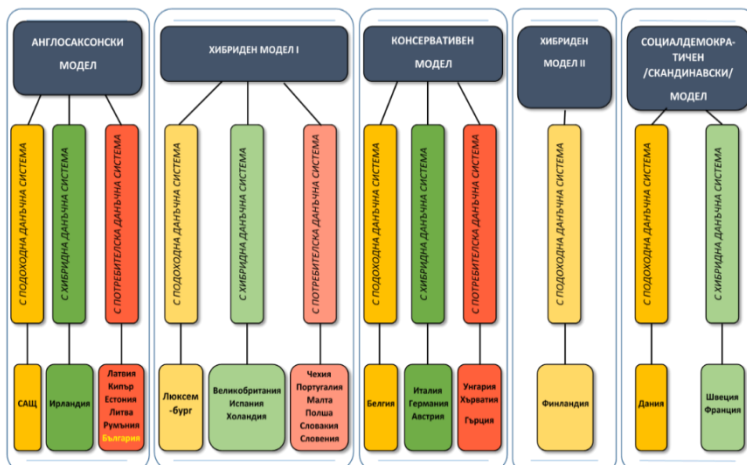 АНГЛОСАКСОНСКИ
МОДЕЛ
С ПОДОХОДНА ДАНЪЧНА СИСТЕМА
С ХИБРИДНА ДАНЪЧНА СИСТЕМА
С ПОТРЕБИТЕЛСКА ДАНЪЧНА СИСТЕМА
САЩ
Ирландия
Латвия
Кипър
Естония
Литва
Румъния
България
ХИБРИДЕН МОДЕЛ I
С ПОДОХОДНА ДАНЪЧНА СИСТЕМА
С ХИБРИДНА ДАНЪЧНА СИСТЕМА
С ПОТРЕБИТЕЛСКА ДАНЪЧНА СИСТЕМА
Люксем
-бург
Великобритания
Испания
Холандия
Чехия
Португалия
Малта
Полша
Словакия
Словения
КОНСЕРВАТИВЕН
МОДЕЛ
С ПОДОХОДНА ДАНЪЧНА СИСТЕМА
С ХИБРИДНА ДАНЪЧНА СИСТЕМА
С ПОТРЕБИТЕЛСКА ДАНЪЧНА СИСТЕМА
Белгия
Италия
Германия
Австрия
Унгария
Хърватия
Гърция
ХИБРИДЕН
МОДЕЛ II
С ПОДОХОДНА ДАНЪЧНА СИСТЕМА
Финландия
СОЦИАЛДЕМОКРА-
ТИЧЕН
/СКАНДИНАВСКИ/
МОДЕЛ
С ПОДОХОДНА ДАНЪЧНА СИСТЕМА
С ХИБРИДНА ДАНЪЧНА СИСТЕМА
Дания
Швеция
Франция